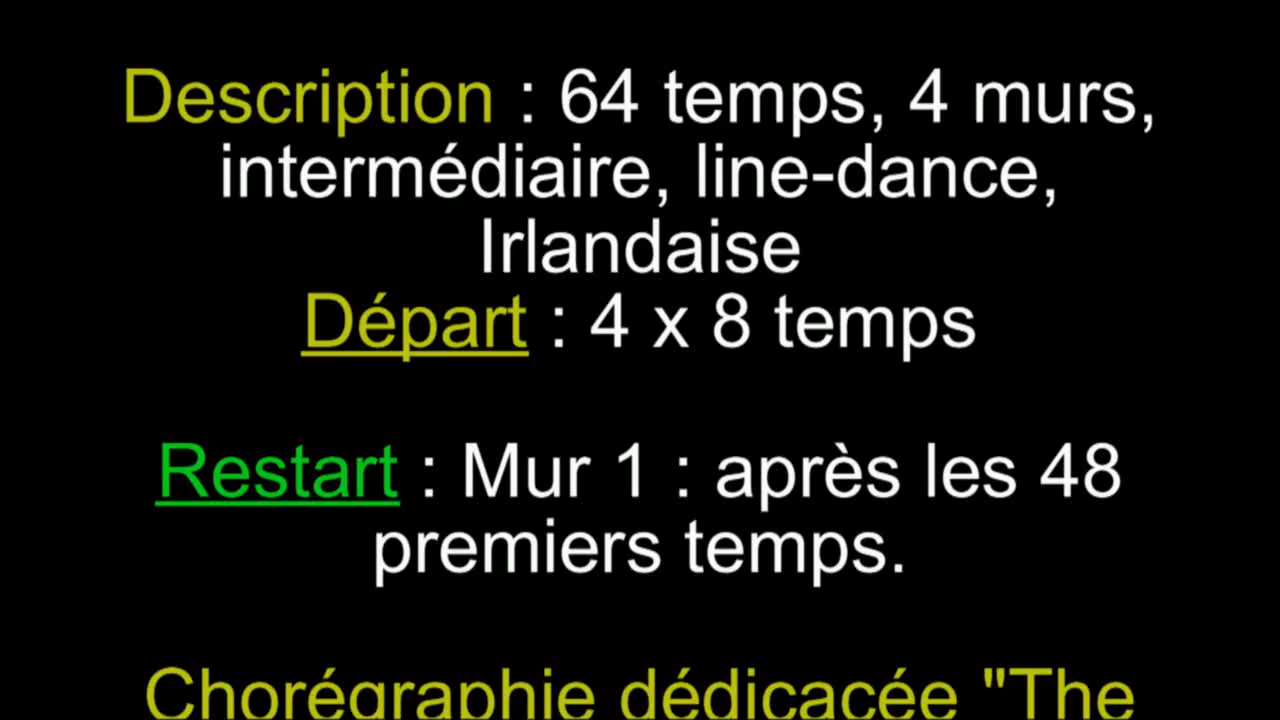 Description : 64 temps, 4 murs,
intermédiaire, line-dance,
Irlandaise
Départ : 4 x 8 temps
Restart : Mur 1 : après les 48
premiers temps.
Chorégraphie dédicacée "The